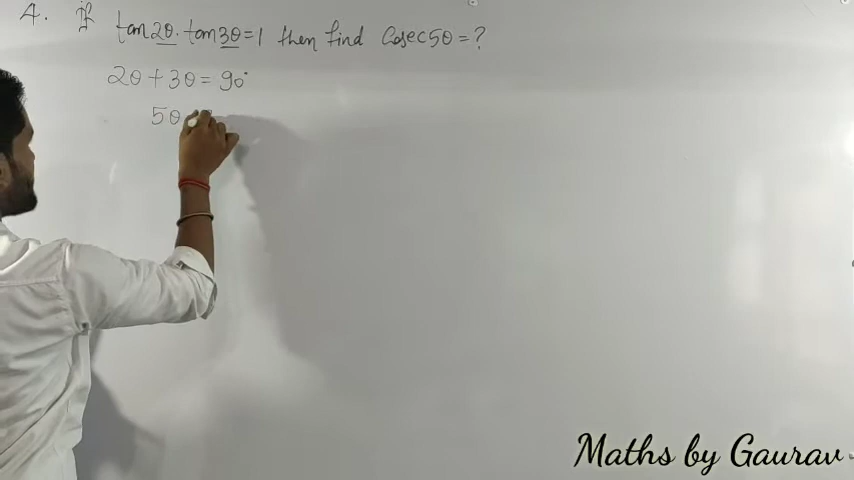 4. If tan2θ. tan3θ=1 then find Cosec5θ=?
2θ+3θ= 90°
5θ
Maths by Gaurav